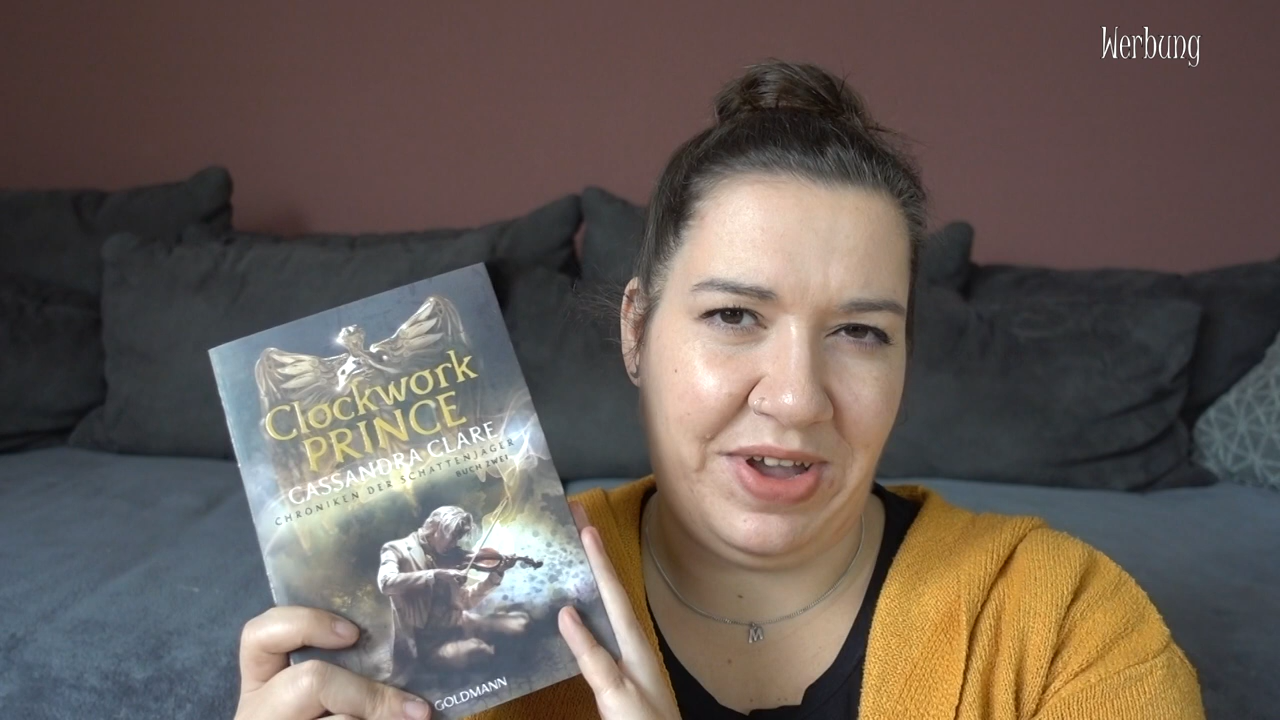 Werbung
Clockwork
PRINCE
CASSANDRA CLARE
CHRONIKEN DER SCHATTENJÄGER
BUCH ZWEI
GOLDMANN
M